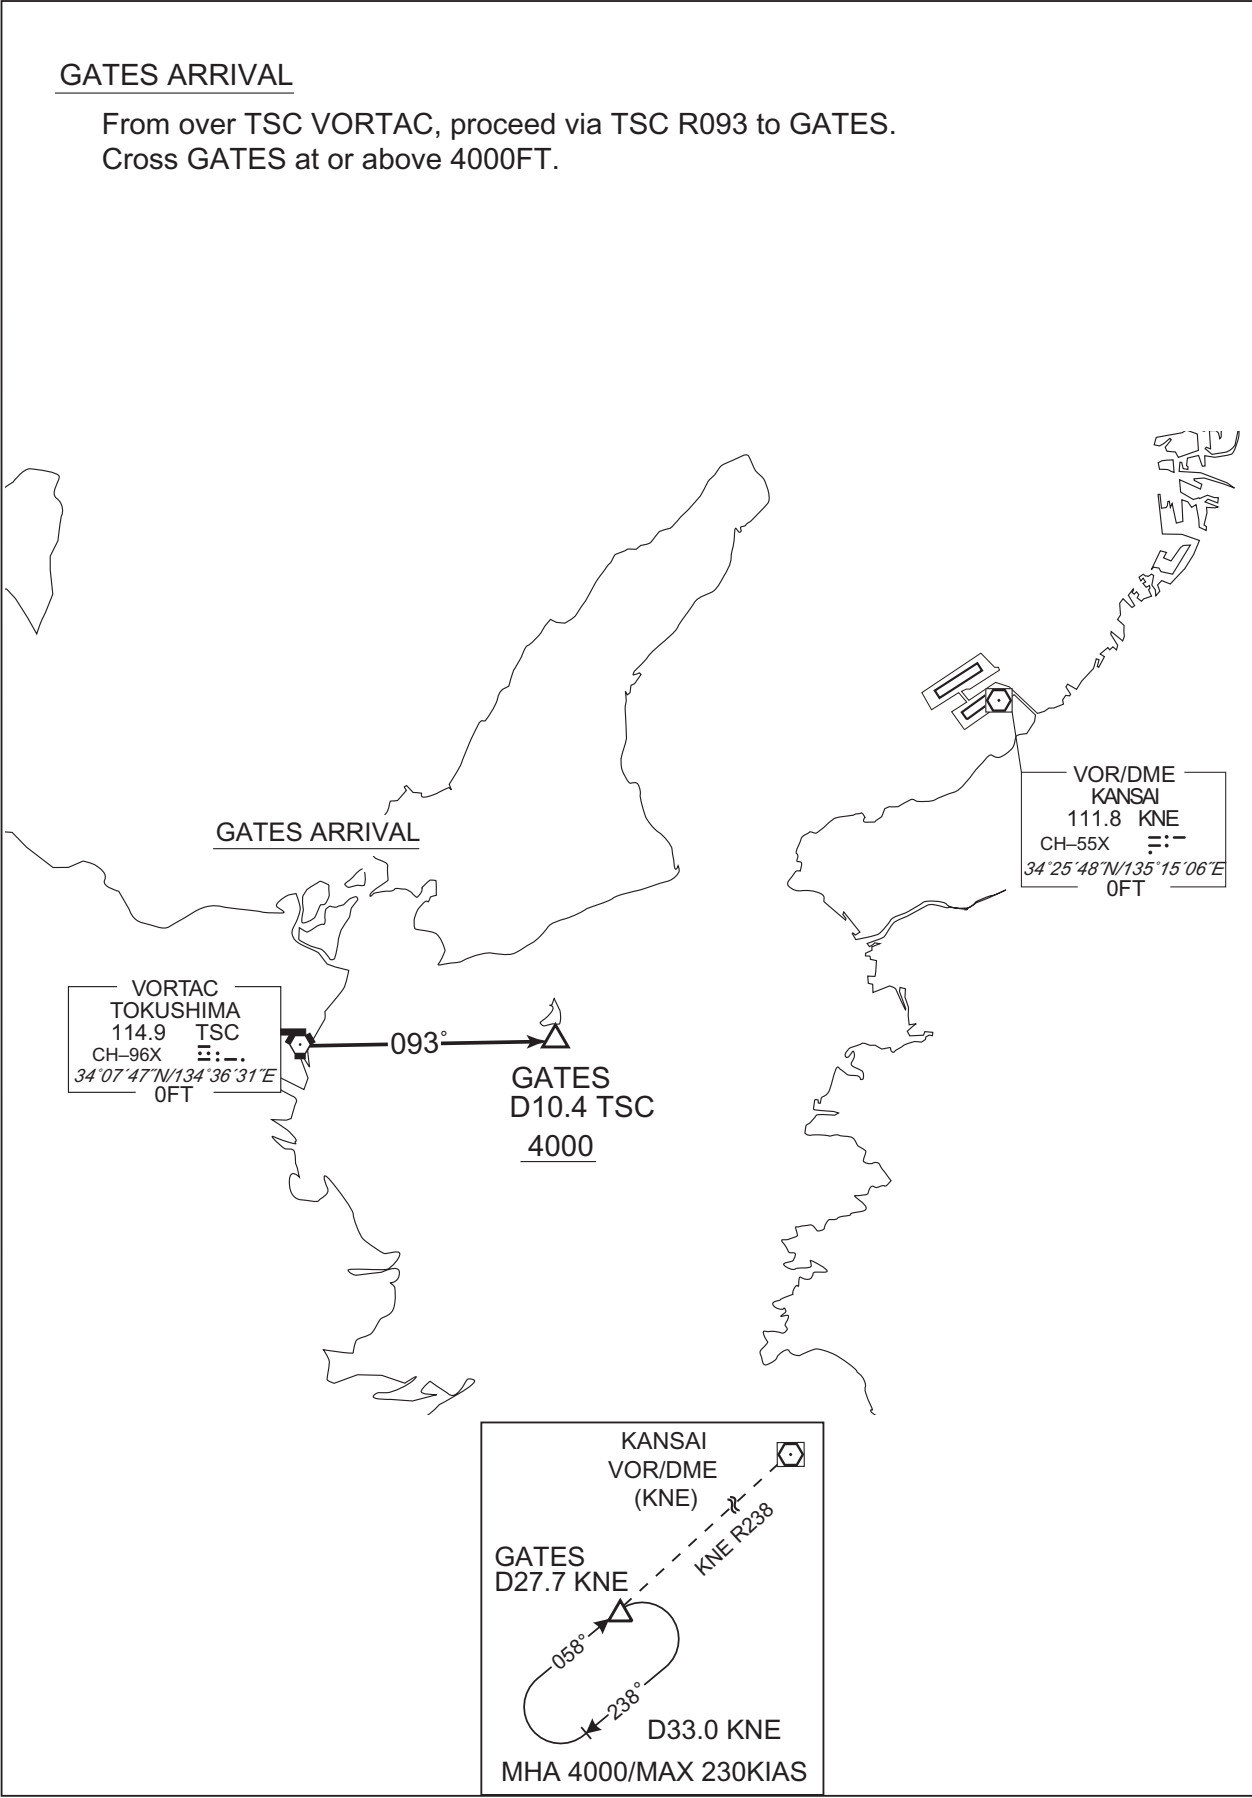 GATES ARRIVAL
From over TSC VORTAC, proceed via TSC R093 to GATES.
Cross GATES at or above 4000FT.
VOR/DME
KANSAI
111.8 KNE
CH–55X
34°25´48˝N/135°15´06˝E
0FT
GATES ARRIVAL
VORTAC
TOKUSHIMA
114.9 TSC
CH–96X
34°07´47˝N/134°36´31˝E
0FT
093°
GATES
D10.4 TSC
4000
KANSAI
VOR/DME
(KNE)
KNE R238
GATES
D27.7 KNE
058°
238°
D33.0 KNE
MHA 4000/MAX 230KIAS